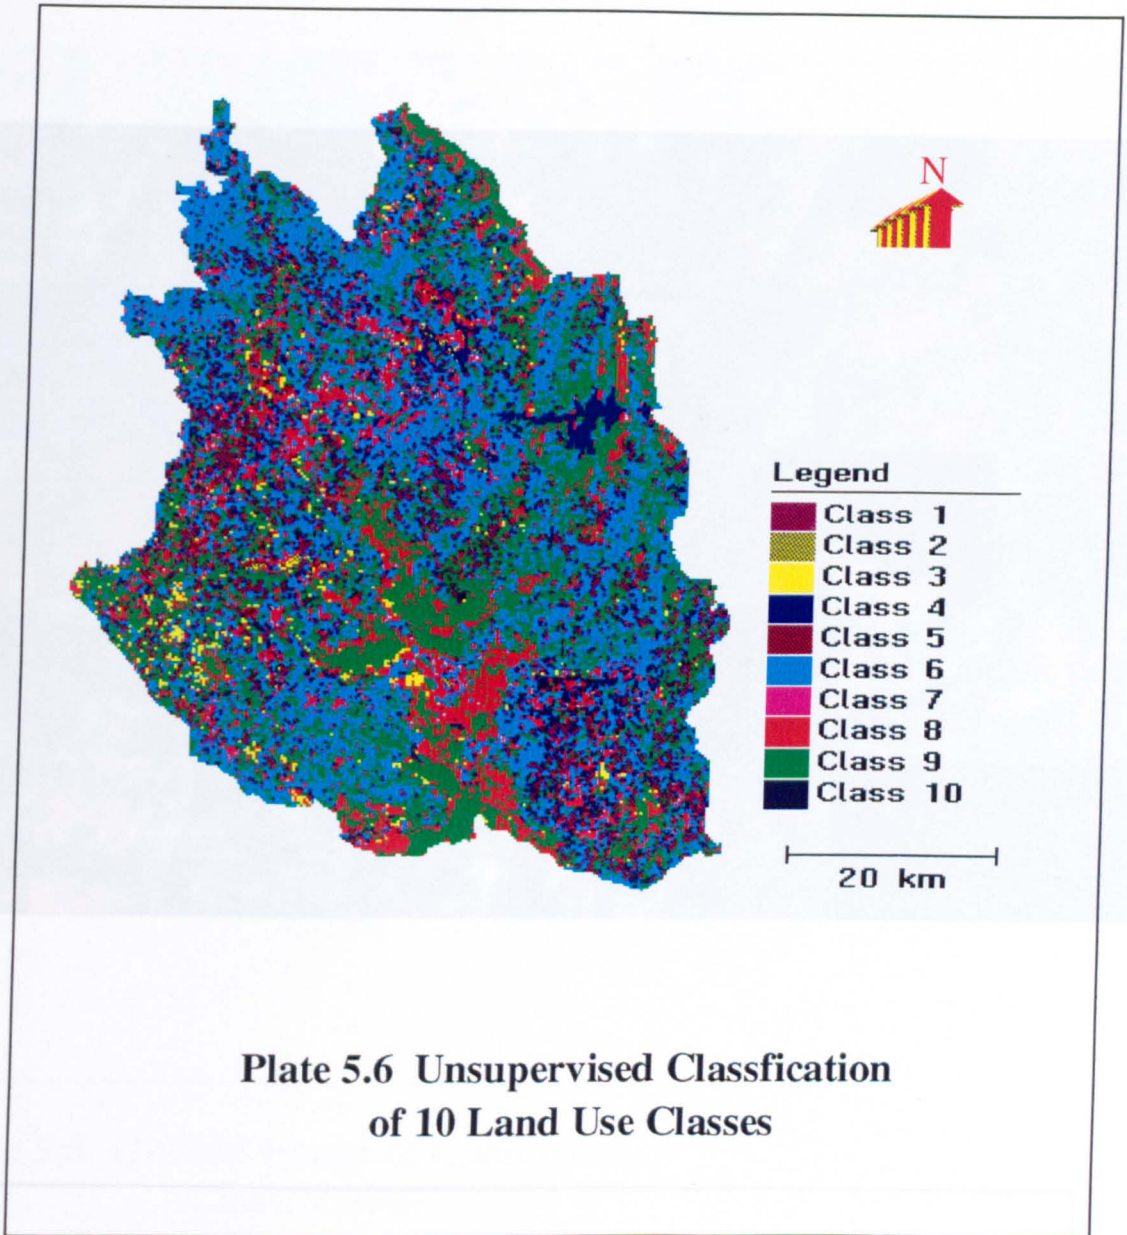 N
Legend
Class 1
Class 2
Class 3
Class 4
Class 5
Class 6
Class 7
Class 8
Class 9
Class 10
20 km
Plate 5.6 Unsupervised Classfication
of 10 Land Use Classes